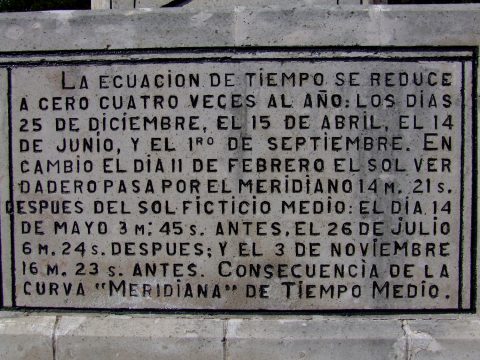 LA ECUACION DE TIEMPO SE REDUCE
A CERO CUATRO VECES AL AÑO: LOS DIAS
25 DE DICIEMBRE, EL 15 DE ABRIL, EL 14
DE JUNIO, Y EL 1RO DE SEPTIEMBRE. EN
CAMBIO EL DIA 11 DE FEBRERO EL SOL VER
DADERO PASA POR EL MERIDIANO 14 M. 21 S.
DESPUES DEL SOL FICTICIO MEDIO: EL DIA 14
DE MAYO 3 M: 45 S. ANTES, EL 26 DE JULIO
6 M, 24 S. DESPUES; Y EL 3 DE NOVIEMBRE
16 M. 23 S. ANTES. CONSECUENCIA DE LA
CURVA "MERIDIANA" DE TIEMPO MEDIO.